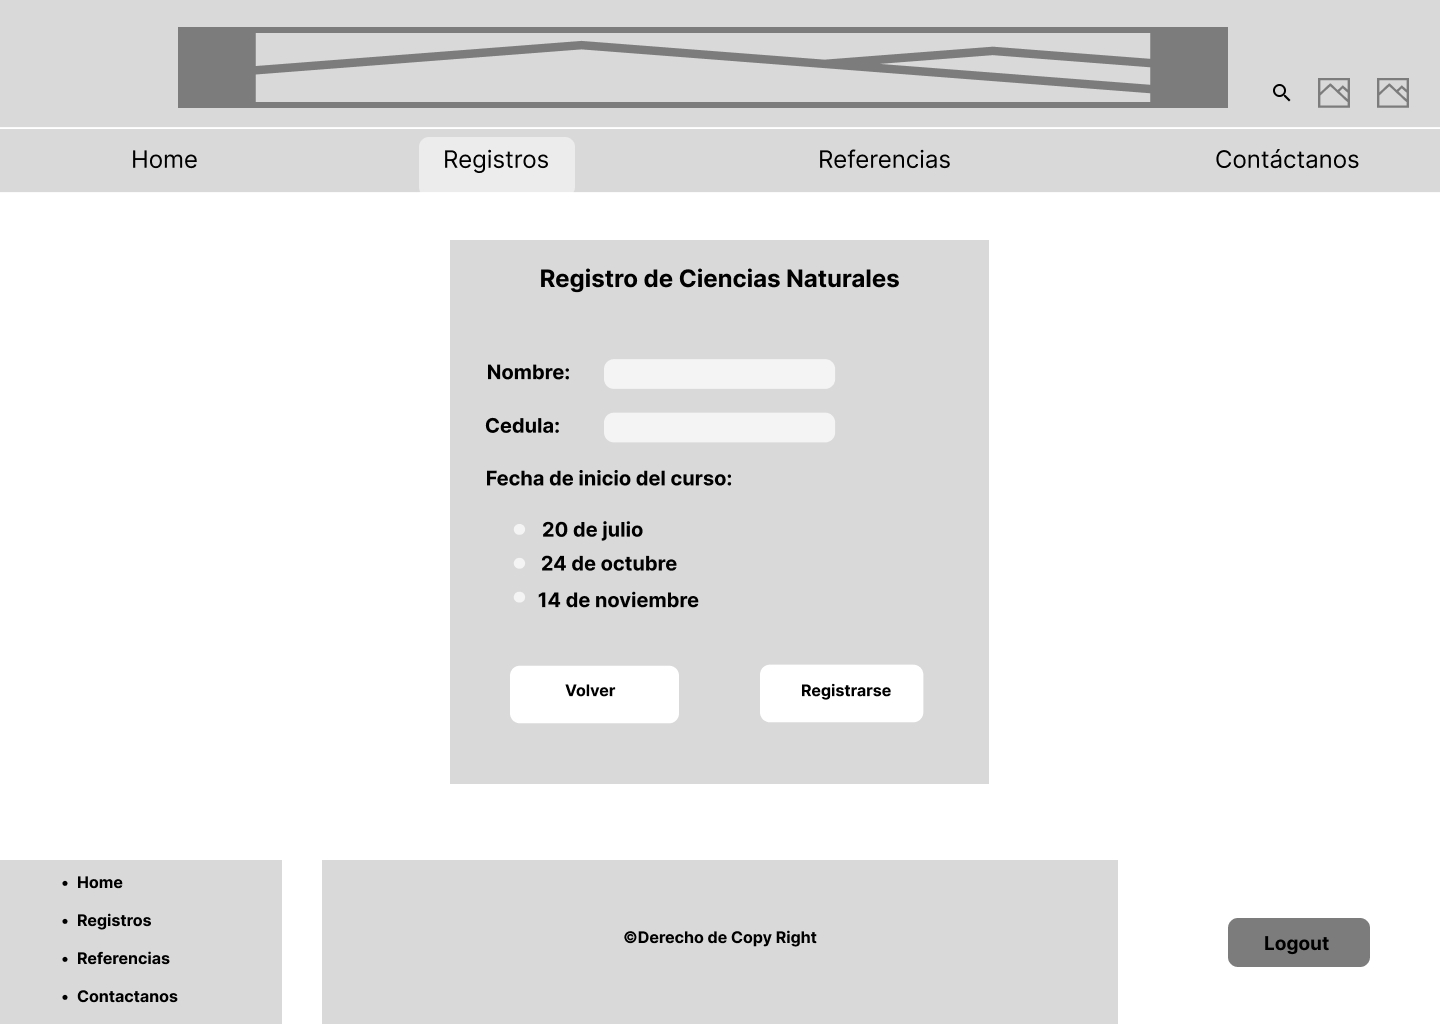 Home
Registros
Referencias
Contáctanos
Registro de Ciencias Naturales
Nombre:
Cedula:
Fecha de inicio del curso:
20 de julio
24 de octubre
14 de noviembre
Volver
Registrarse
• Home
• Registros
• Referencias
• Contactanos
©Derecho de Copy Right
Logout